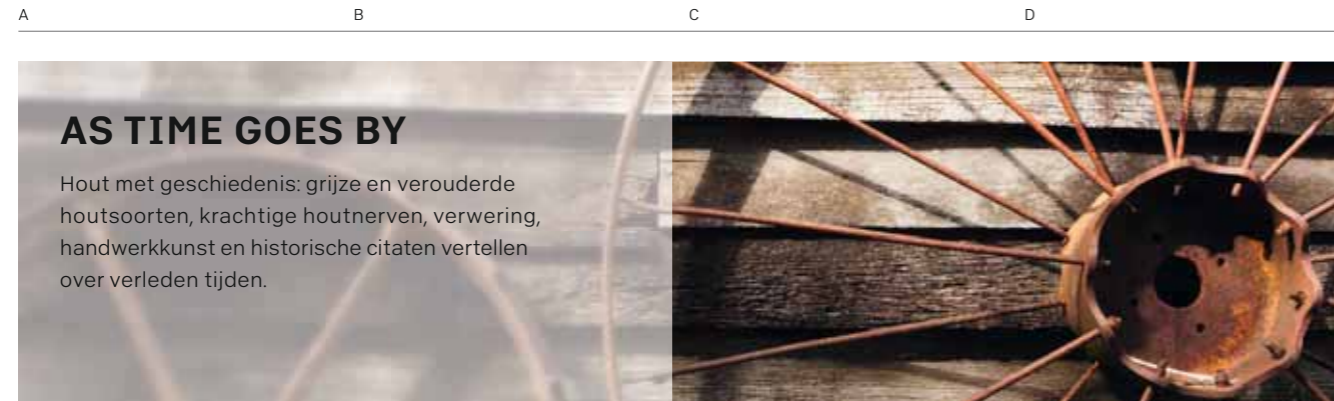 A B C D
AS TIME GOES BY
Hout met geschiedenis: grijze en verouderde
houtsoorten, krachtige houtnerven, verwering,
handwerkkunst en historische citaten vertellen
over verleden tijden.